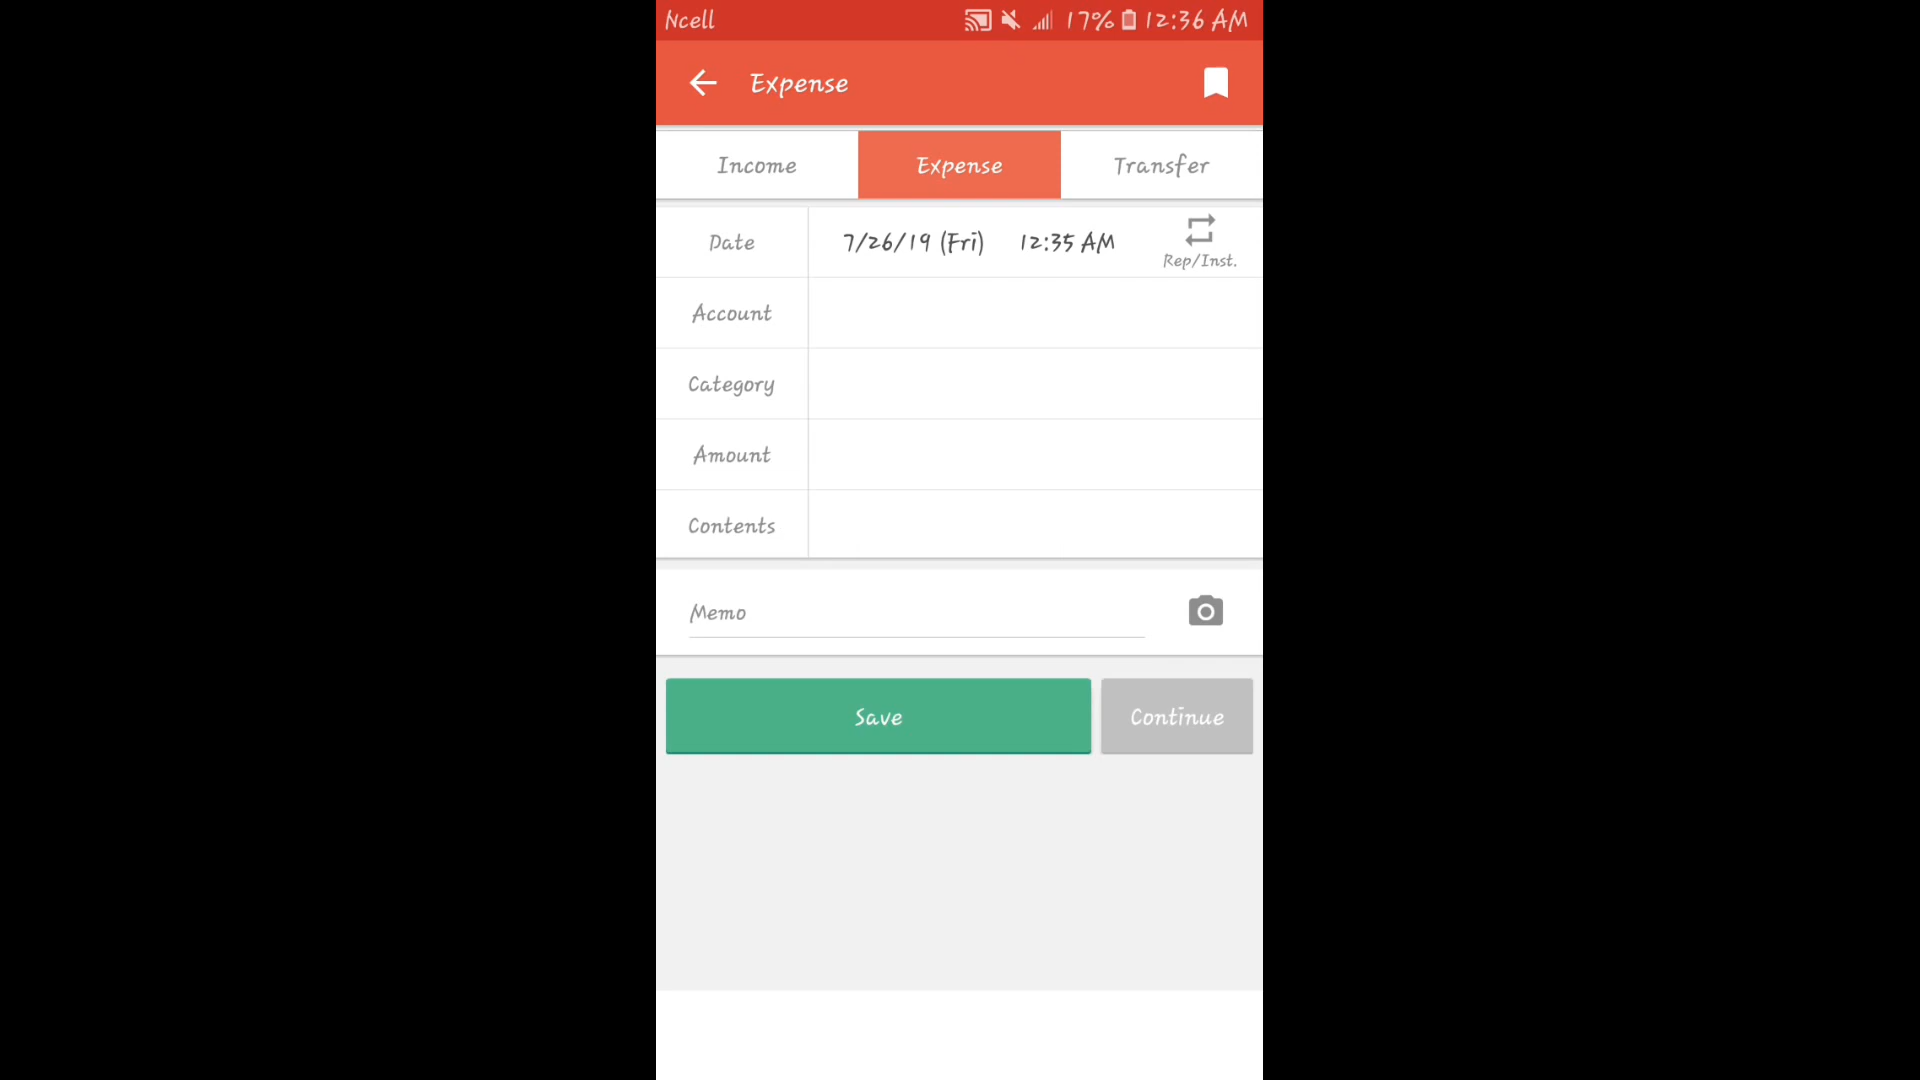 Ncell 17% 12:36 AM
Expense
Income Expense Transfer
Date 7/26/19 (Fri) 12:35 AM Rep/Inst.
Account
Category
Amount
Contents
Memo
Save Continue